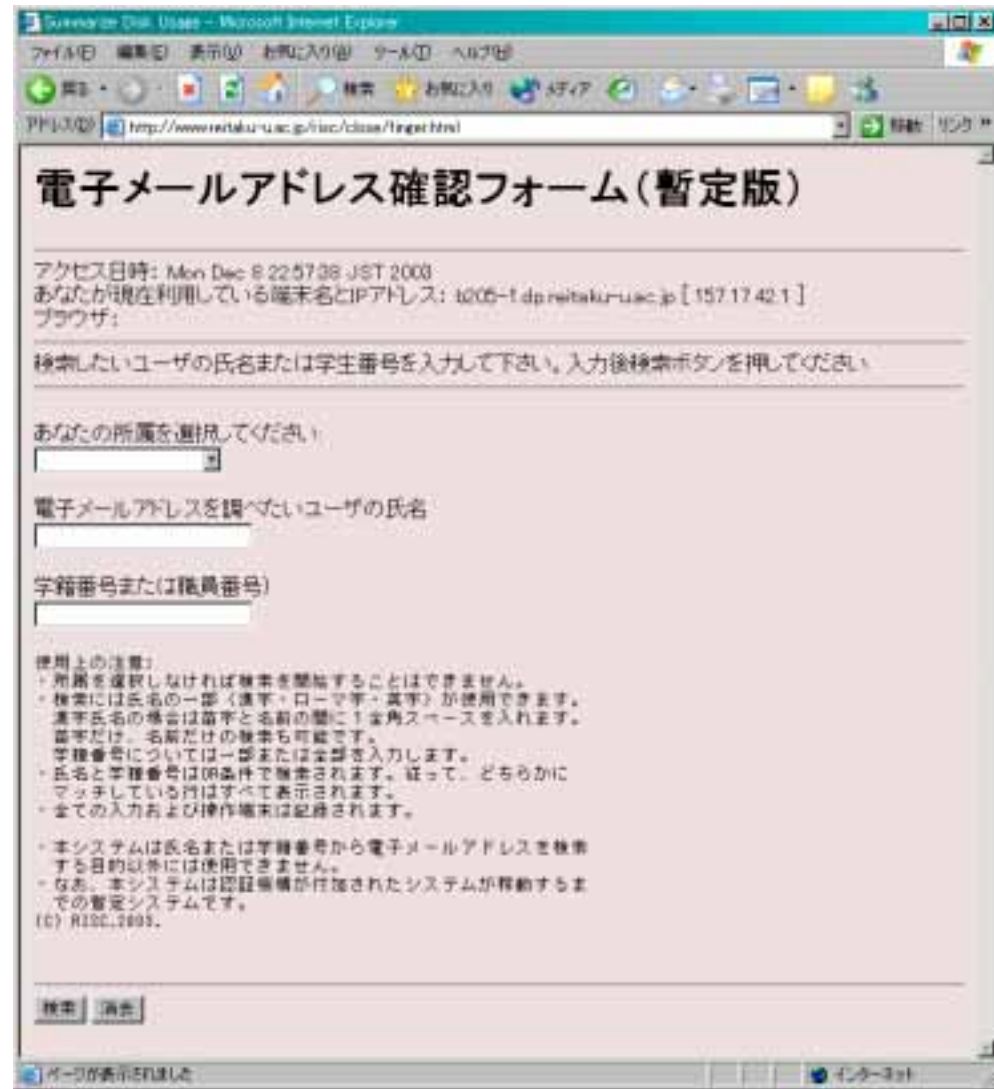 Summarize Disk Usage - Microsoft Internet Explorer
ファイル(F) 編集(E) 表示(V) お気に入り(A) ツール(T) ヘルプ(H)
戻る 検索 お気に入り メディア
アドレス(D) http://www.reitaku-u.ac.jp/risc/close/finger.html 移動 リンク »
電子メールアドレス確認フォーム(暫定版)
アクセス日時: Mon Dec 8 22:57:38 JST 2003
あなたが現在利用している端末名とIPアドレス: b205-1.dp.reitaku-u.ac.jp [ 157.17.42.1 ]
ブラウザ:
検索したいユーザの氏名または学生番号を入力して下さい。入力後検索ボタンを押してください
あなたの所属を選択してください
電子メールアドレスを調べたいユーザの氏名
学籍番号または職員番号)
使用上の注意:
・所属を選択しなければ検索を開始することはできません。
・検索には氏名の一部（漢字・ローマ字・英字）が使用できます。
漢字氏名の場合は苗字と名前の間に１全角スペースを入れます。
苗字だけ、名前だけの検索も可能です。
学籍番号については一部または全部を入力します。
・氏名と学籍番号はOR条件で検索されます。従って、どちらかに
マッチしている行はすべて表示されます。
・全ての入力および操作端末は記録されます。
・本システムは氏名または学籍番号から電子メールアドレスを検索
する目的以外には使用できません。
・なお、本システムは認証機構が付加されたシステムが稼動するま
での暫定システムです。
(C) RISC,2003.
検索 消去
ページが表示されました インターネット